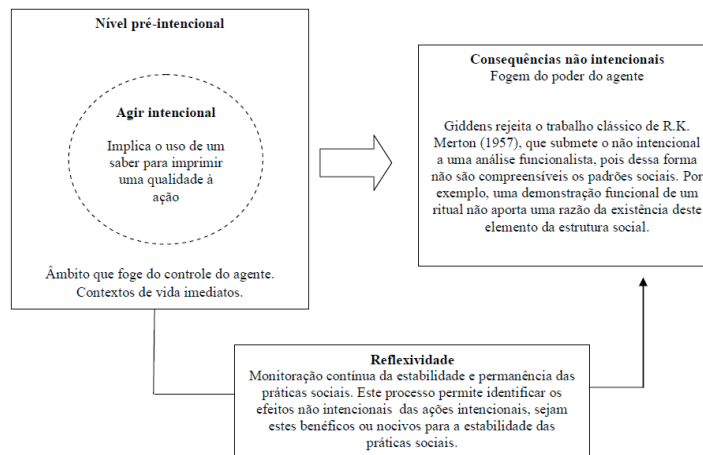 Nível pré-intencional
Agir intencional
Implica o uso de um
saber para imprimir
uma qualidade à
ação
Âmbito que foge do controle do agente.
Contextos de vida imediatos.
Consequências não intencionais
Fogem do poder do agente
Giddens rejeita o trabalho clássico de R.K.
Merton (1957), que submete o não intencional
a uma análise funcionalista, pois dessa forma
não são compreensíveis os padrões sociais. Por
exemplo, uma demonstração funcional de um
ritual não aporta uma razão da existência deste
elemento da estrutura social.
Reflexividade
Monitoração contínua da estabilidade e permanência das
práticas sociais. Este processo permite identificar os
efeitos não intencionais das ações intencionais, sejam
estes benéficos ou nocivos para a estabilidade das
práticas sociais.